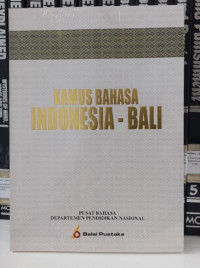 KAMUS BAHASA
INDONESIA - BALI
PUSAT BAHASA
DEPARTEMEN PENDIDIKAN NASIONAL
Balai Pustaka